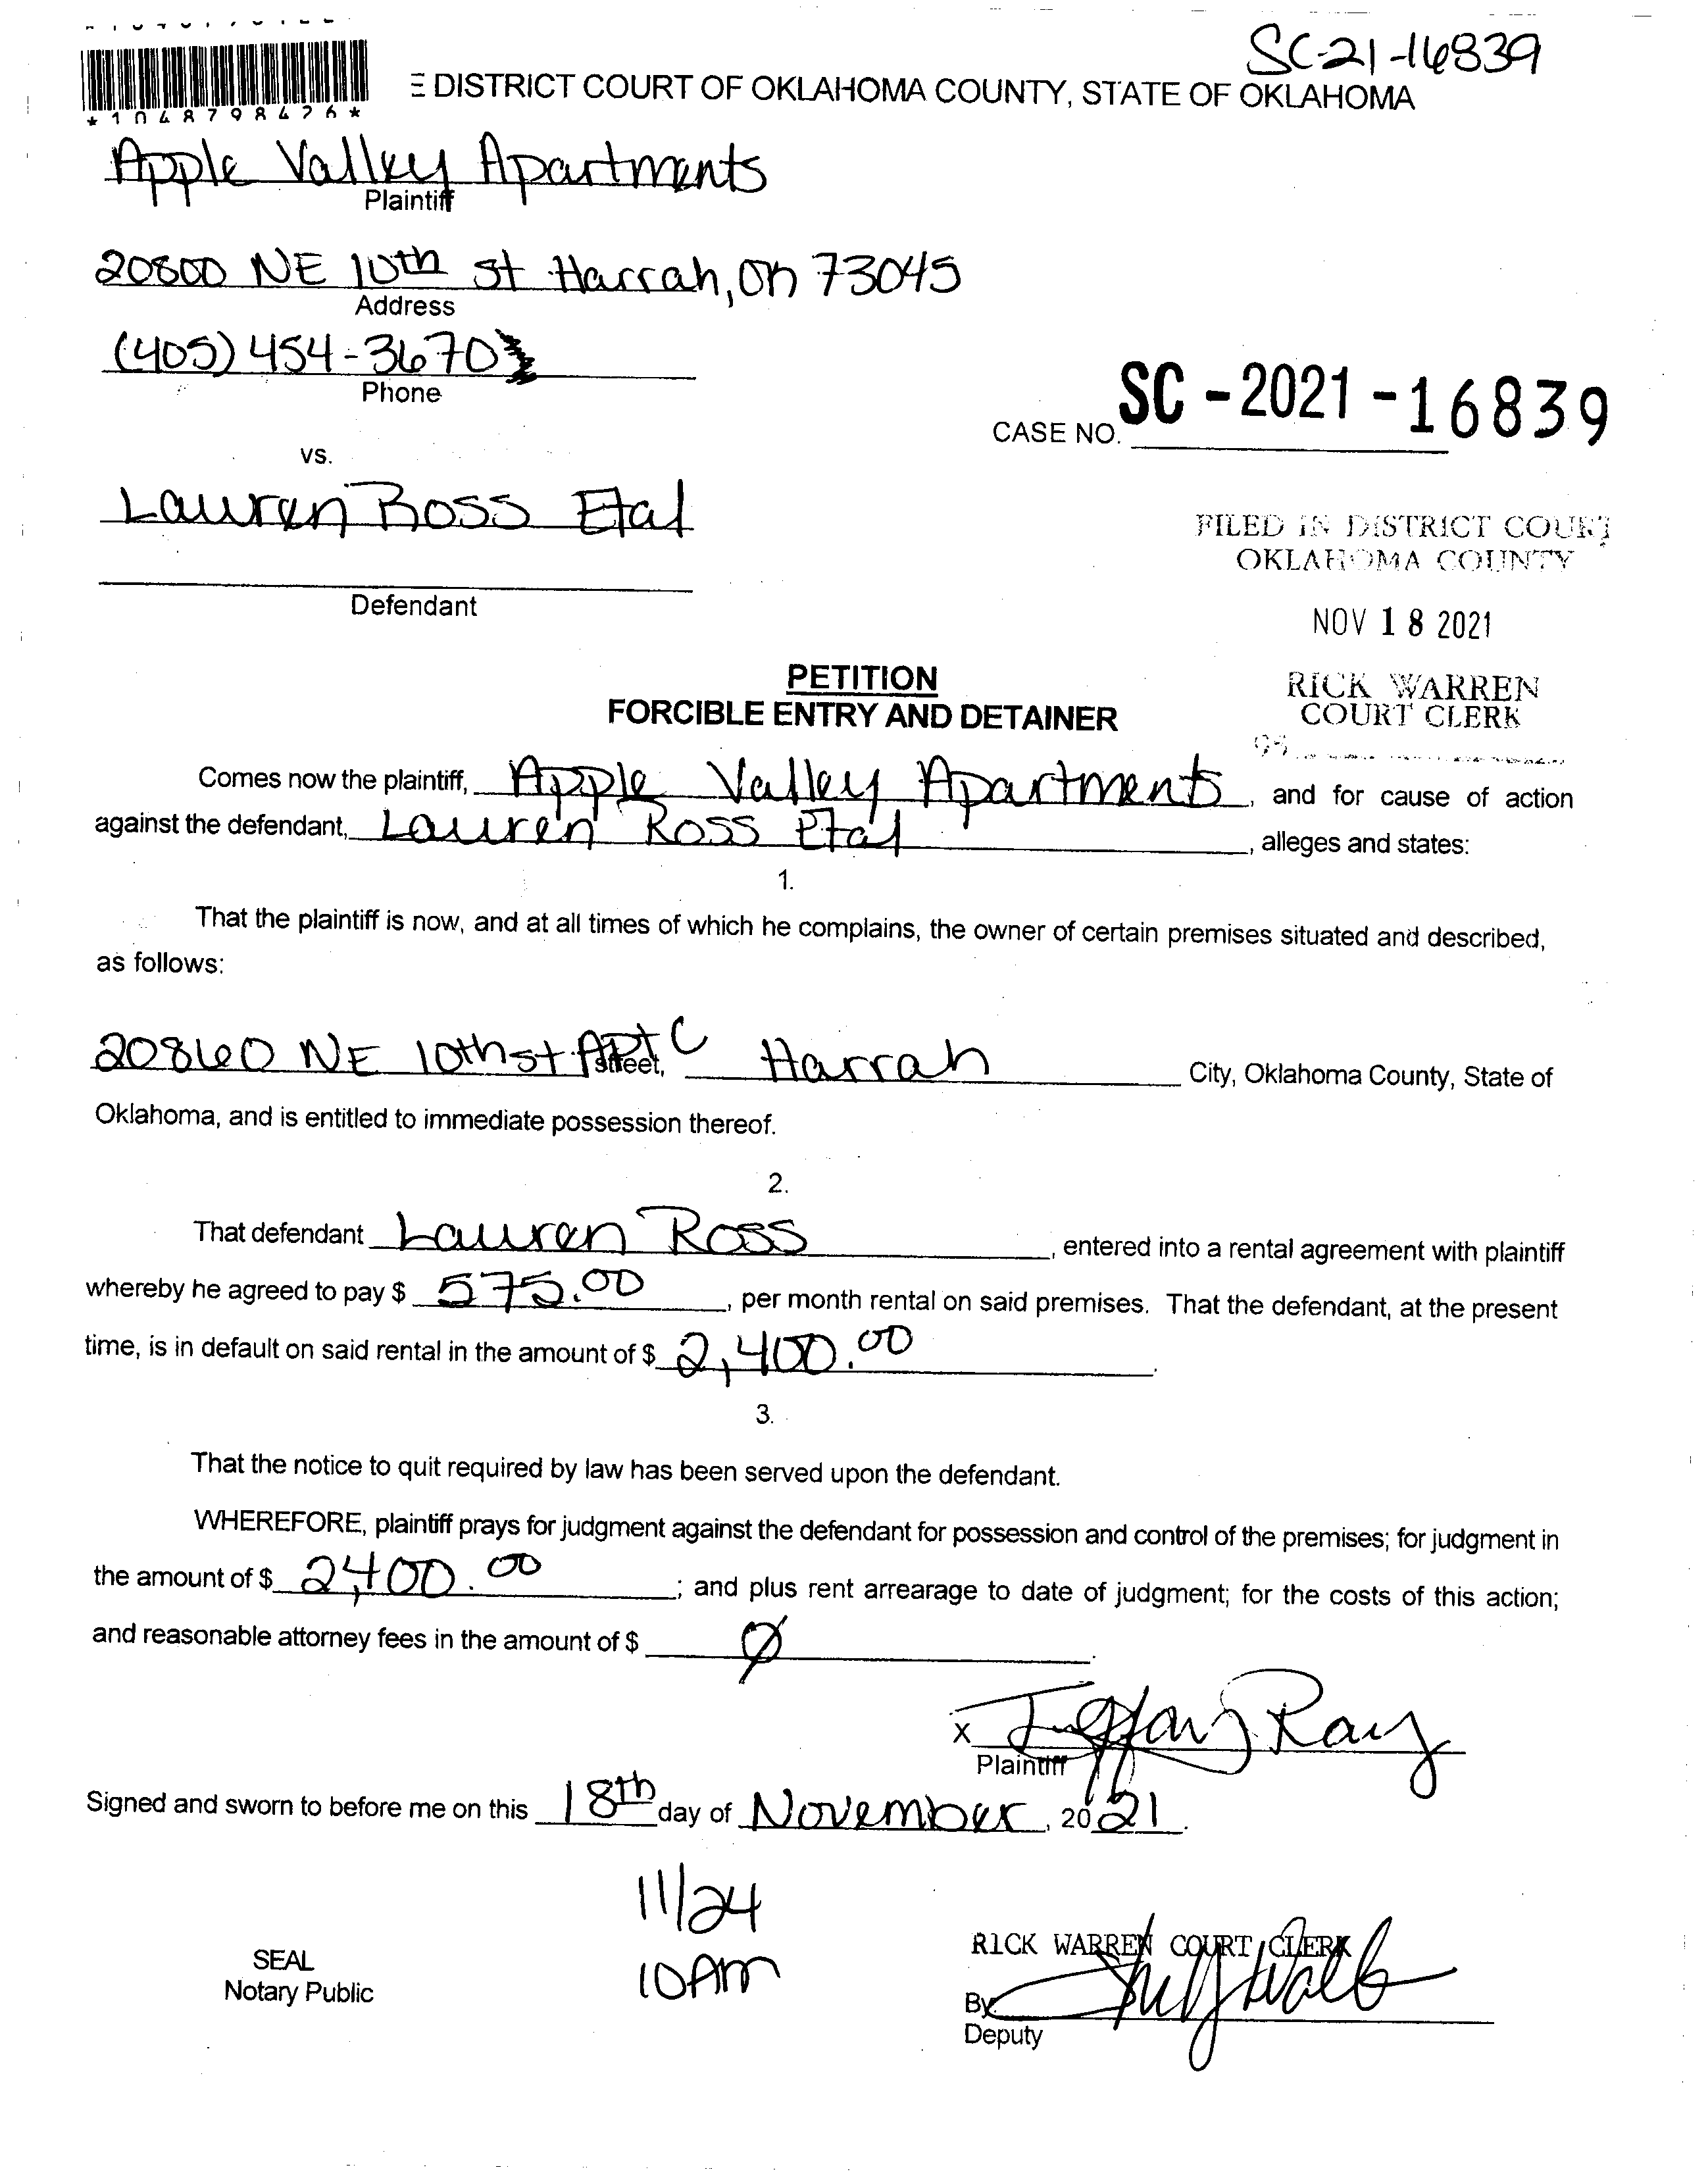 SC-21-16839
E DISTRICT COURT OF OKLAHOMA COUNTY, STATE OF OKLAHOMA
*1048798426*
Apple Valley Apartments
Plaintiff
20800 NE 10th st Harrah, OK 73045
Address
(405) 454-3670
Phone
CASE NO. SC-2021-16839
vs.
Lauren Ross Etal
Defendant
FILED IN DISTRICT COURT
OKLAHOMA COUNTY
NOV 18 2021
RICK WARREN
COURT CLERK
PETITION
FORCIBLE ENTRY AND DETAINER
Comes now the plaintiff, Apple Valley Apartments, and for cause of action
against the defendant, Lauren Ross Etal, alleges and states:
1.
That the plaintiff is now, and at all times of which he complains, the owner of certain premises situated and described,
as follows:
20860 NE 10th st APT C Street, Harrah City, Oklahoma County, State of
Oklahoma, and is entitled to immediate possession thereof.
2.
That defendant Lauren Ross, entered into a rental agreement with plaintiff
whereby he agreed to pay $ 575.00, per month rental on said premises. That the defendant, at the present
time, is in default on said rental in the amount of $ 2,400.00.
3.
That the notice to quit required by law has been served upon the defendant.
WHEREFORE, plaintiff prays for judgment against the defendant for possession and control of the premises; for judgment in
the amount of $ 2,400.00; and plus rent arrearage to date of judgment; for the costs of this action;
and reasonable attorney fees in the amount of $ Ø.
X Tiffany Ray
Plaintiff
Signed and sworn to before me on this 18th day of November, 2021.
11/24
10AM
SEAL
Notary Public
RICK WARREN COURT CLERK
By
Deputy